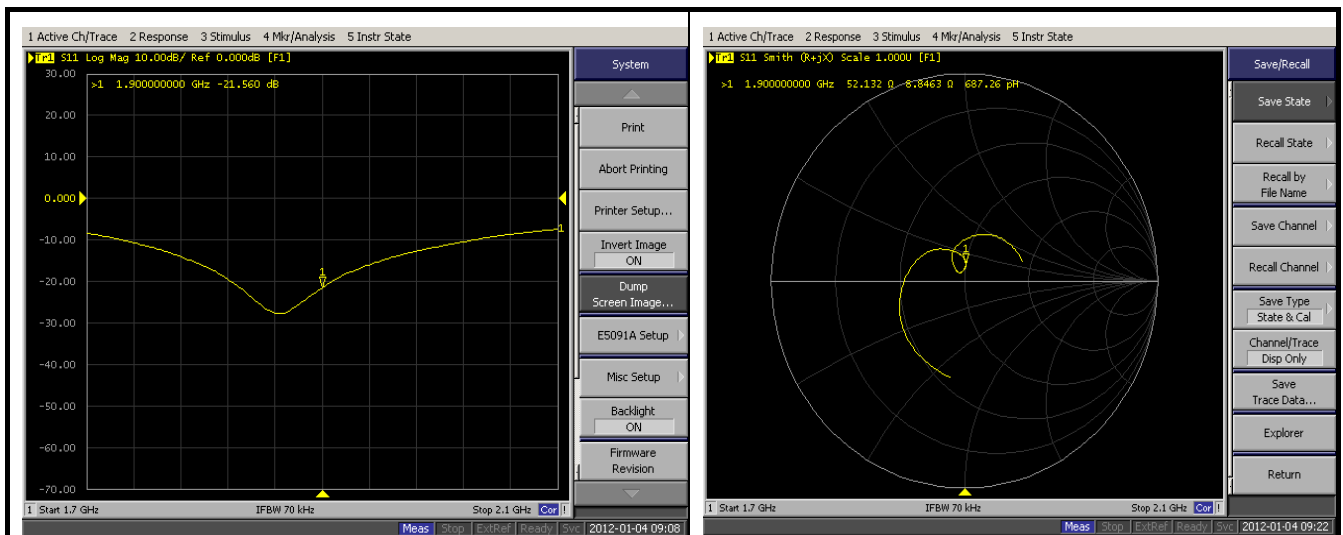 1 Active Ch/Trace 2 Response 3 Stimulus 4 Mkr/Analysis 5 Instr State
Tr1 S11 Log Mag 10.00dB/ Ref 0.000dB [F1]
>1 1.900000000 GHz -21.560 dB
30.00
20.00
10.00
0.000
-10.00
-20.00
-30.00
-40.00
-50.00
-60.00
-70.00
1
1
System
Print
Abort Printing
Printer Setup...
Invert Image
ON
Dump
Screen Image...
E5091A Setup
Misc Setup
Backlight
ON
Firmware
Revision
1 Start 1.7 GHz IFBW 70 kHz Stop 2.1 GHz Cor !
Meas Stop ExtRef Ready Svc 2012-01-04 09:08
1 Active Ch/Trace 2 Response 3 Stimulus 4 Mkr/Analysis 5 Instr State
Tr1 S11 Smith (R+jX) Scale 1.000U [F1]
>1 1.900000000 GHz 52.132 Ω 8.8463 Ω 687.26 pH
1
Save/Recall
Save State
Recall State
Recall by
File Name
Save Channel
Recall Channel
Save Type
State & Cal
Channel/Trace
Disp Only
Save
Trace Data...
Explorer
Return
1 Start 1.7 GHz IFBW 70 kHz Stop 2.1 GHz Cor !
Meas Stop ExtRef Ready Svc 2012-01-04 09:22